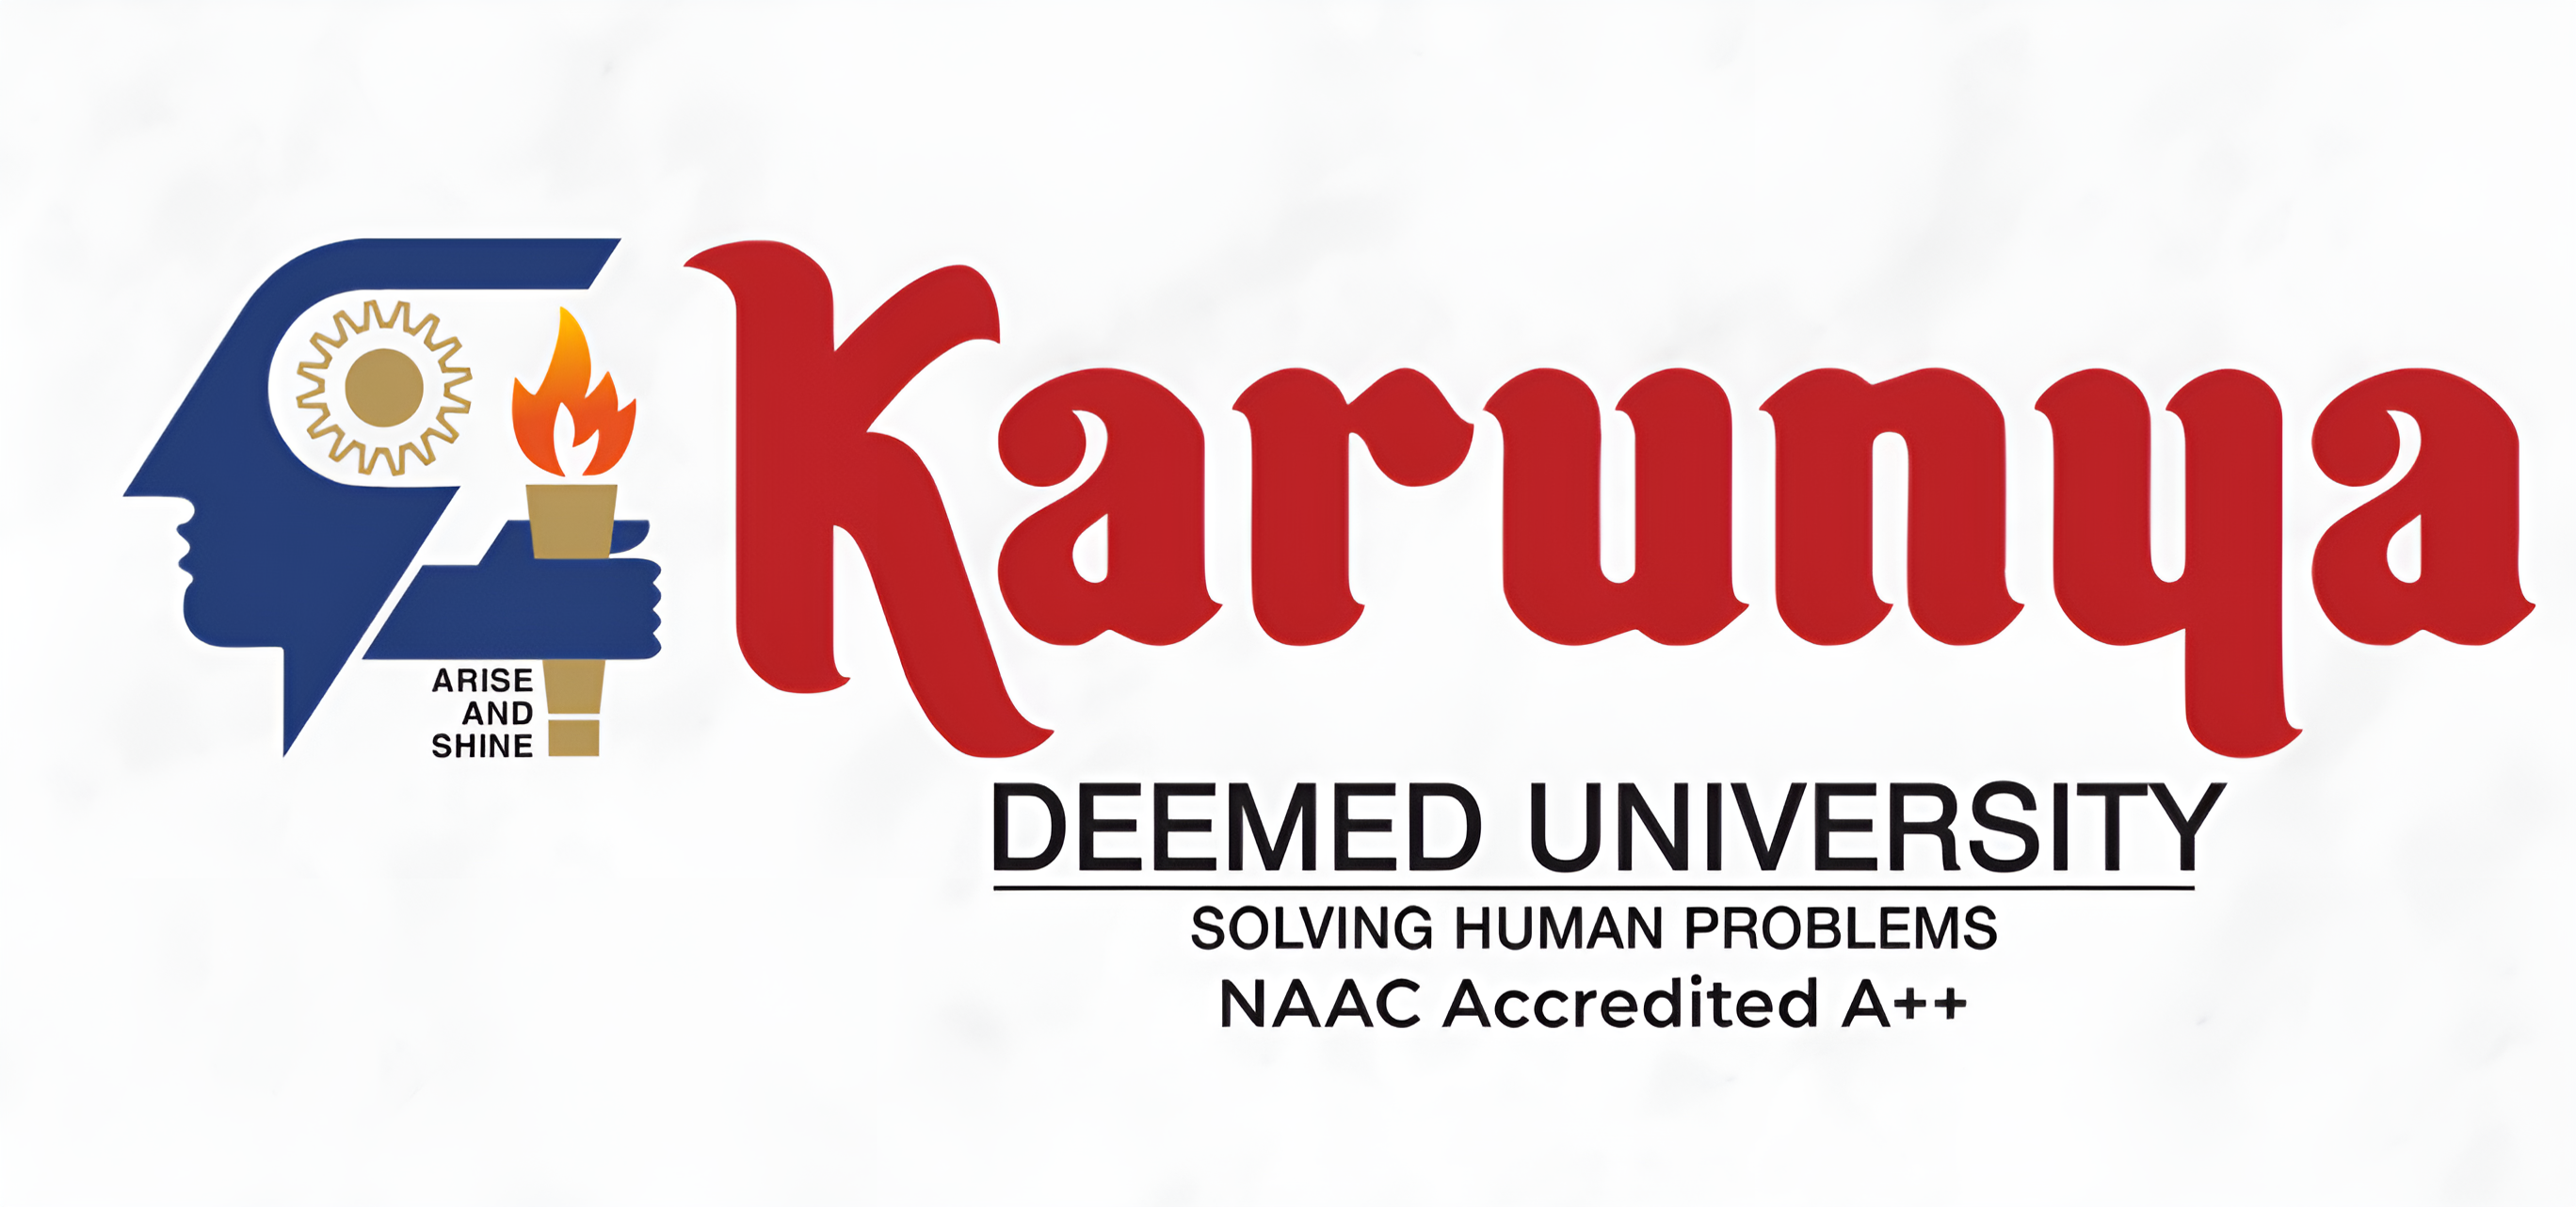 Karunya
ARISE
AND
SHINE
DEEMED UNIVERSITY
SOLVING HUMAN PROBLEMS
NAAC Accredited A++